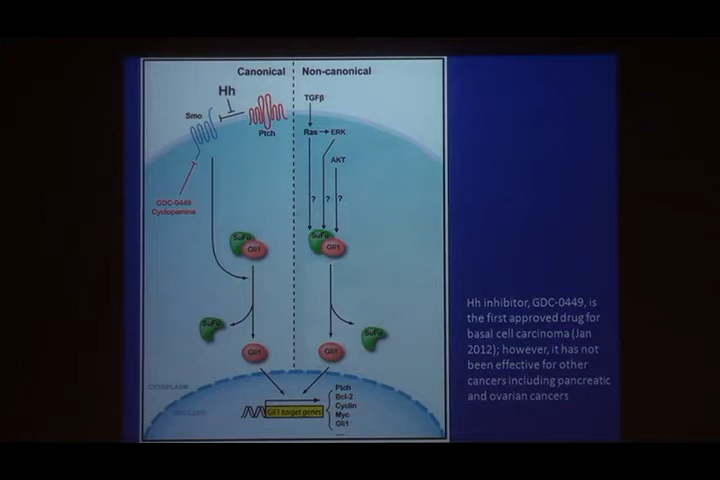 Canonical
Non-canonical
Hh
TGFβ
Smo
Ptch
Ras
ERK
AKT
GDC-0449
Cyclopamine
?
?
?
SuFu
Gli1
SuFu
Gli1
SuFu
SuFu
Gli1
Gli1
CYTOPLASM
NUCLEUS
Gli1 target genes
Ptch
Bcl-2
Cyclin
Myc
Gli1
....
Hh inhibitor, GDC-0449, is
the first approved drug for
basal cell carcinoma (Jan
2012); however, it has not
been effective for other
cancers including pancreatic
and ovarian cancers